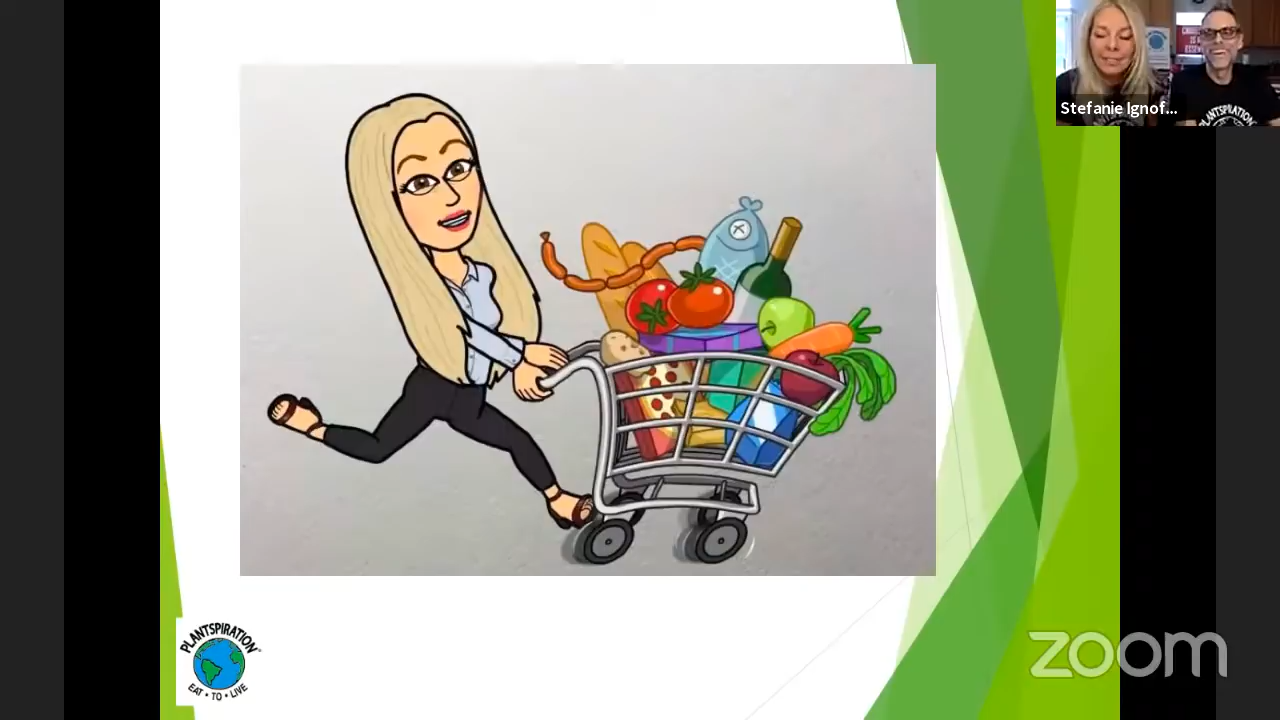 Stefanie Ignof...
PLANTSPIRATION
EAT • TO • LIVE
zoom